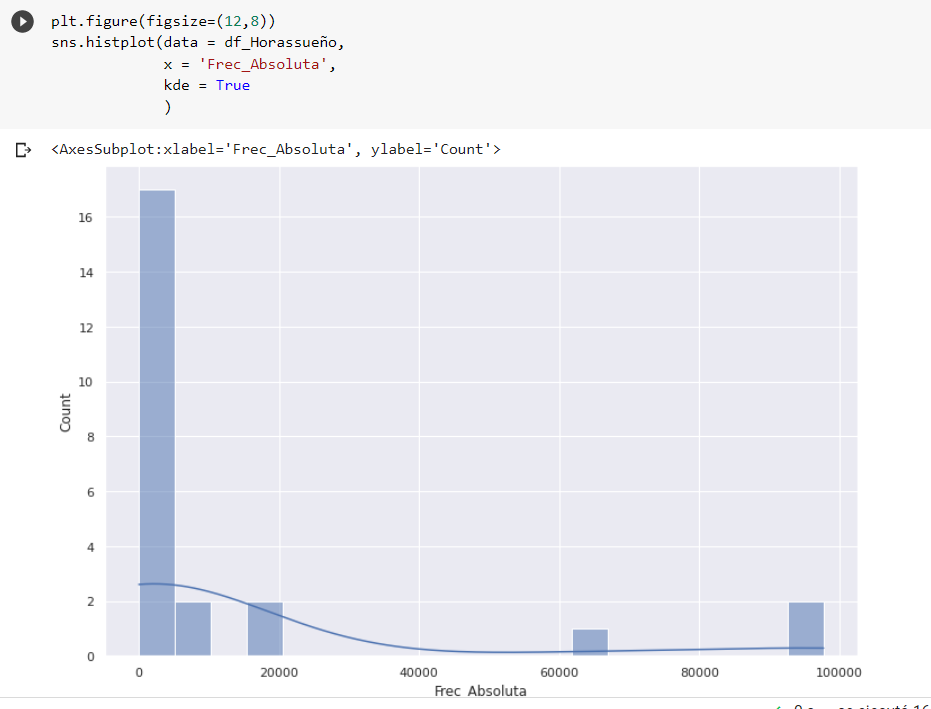 plt.figure(figsize=(12,8))
sns.histplot(data = df_Horassueño,
x = 'Frec_Absoluta',
kde = True
)
<AxesSubplot:xlabel='Frec_Absoluta', ylabel='Count'>
16
14
12
10
8
6
4
2
0
Count
0 20000 40000 60000 80000 100000
Frec_Absoluta